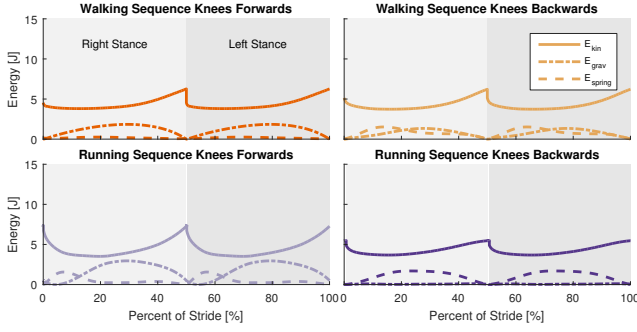 Walking Sequence Knees Forwards
Walking Sequence Knees Backwards
15
10
5
0
Energy [J]
Right Stance
Left Stance
E_kin
E_grav
E_spring
Running Sequence Knees Forwards
Running Sequence Knees Backwards
15
10
5
0
Energy [J]
0 20 40 60 80 100
0 20 40 60 80 100
Percent of Stride [%]
Percent of Stride [%]